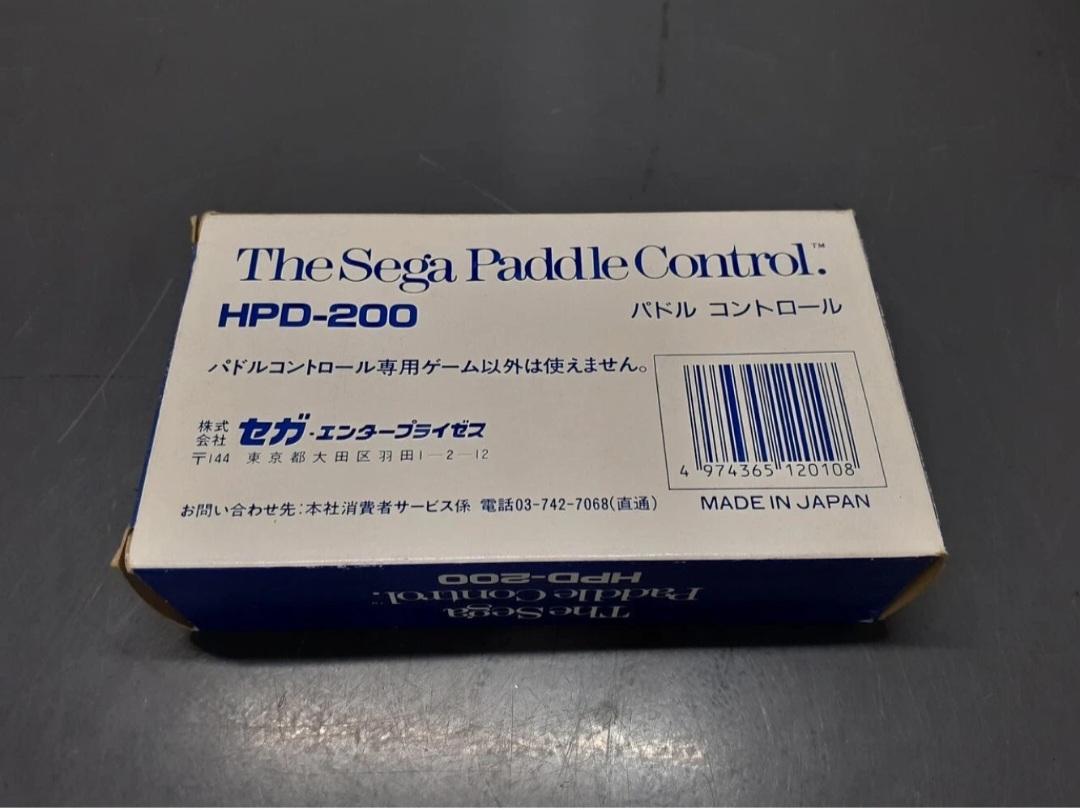 The Sega Paddle Control.™
HPD-200
パドル コントロール
パドルコントロール専用ゲーム以外は使えません。
株式会社 セガ・エンタープライゼス
〒144 東京都大田区羽田1-2-12
お問い合わせ先:本社消費者サービス係 電話03-742-7068(直通)
4 974365 120108
MADE IN JAPAN
HPD-200
The Sega
Paddle Control.™